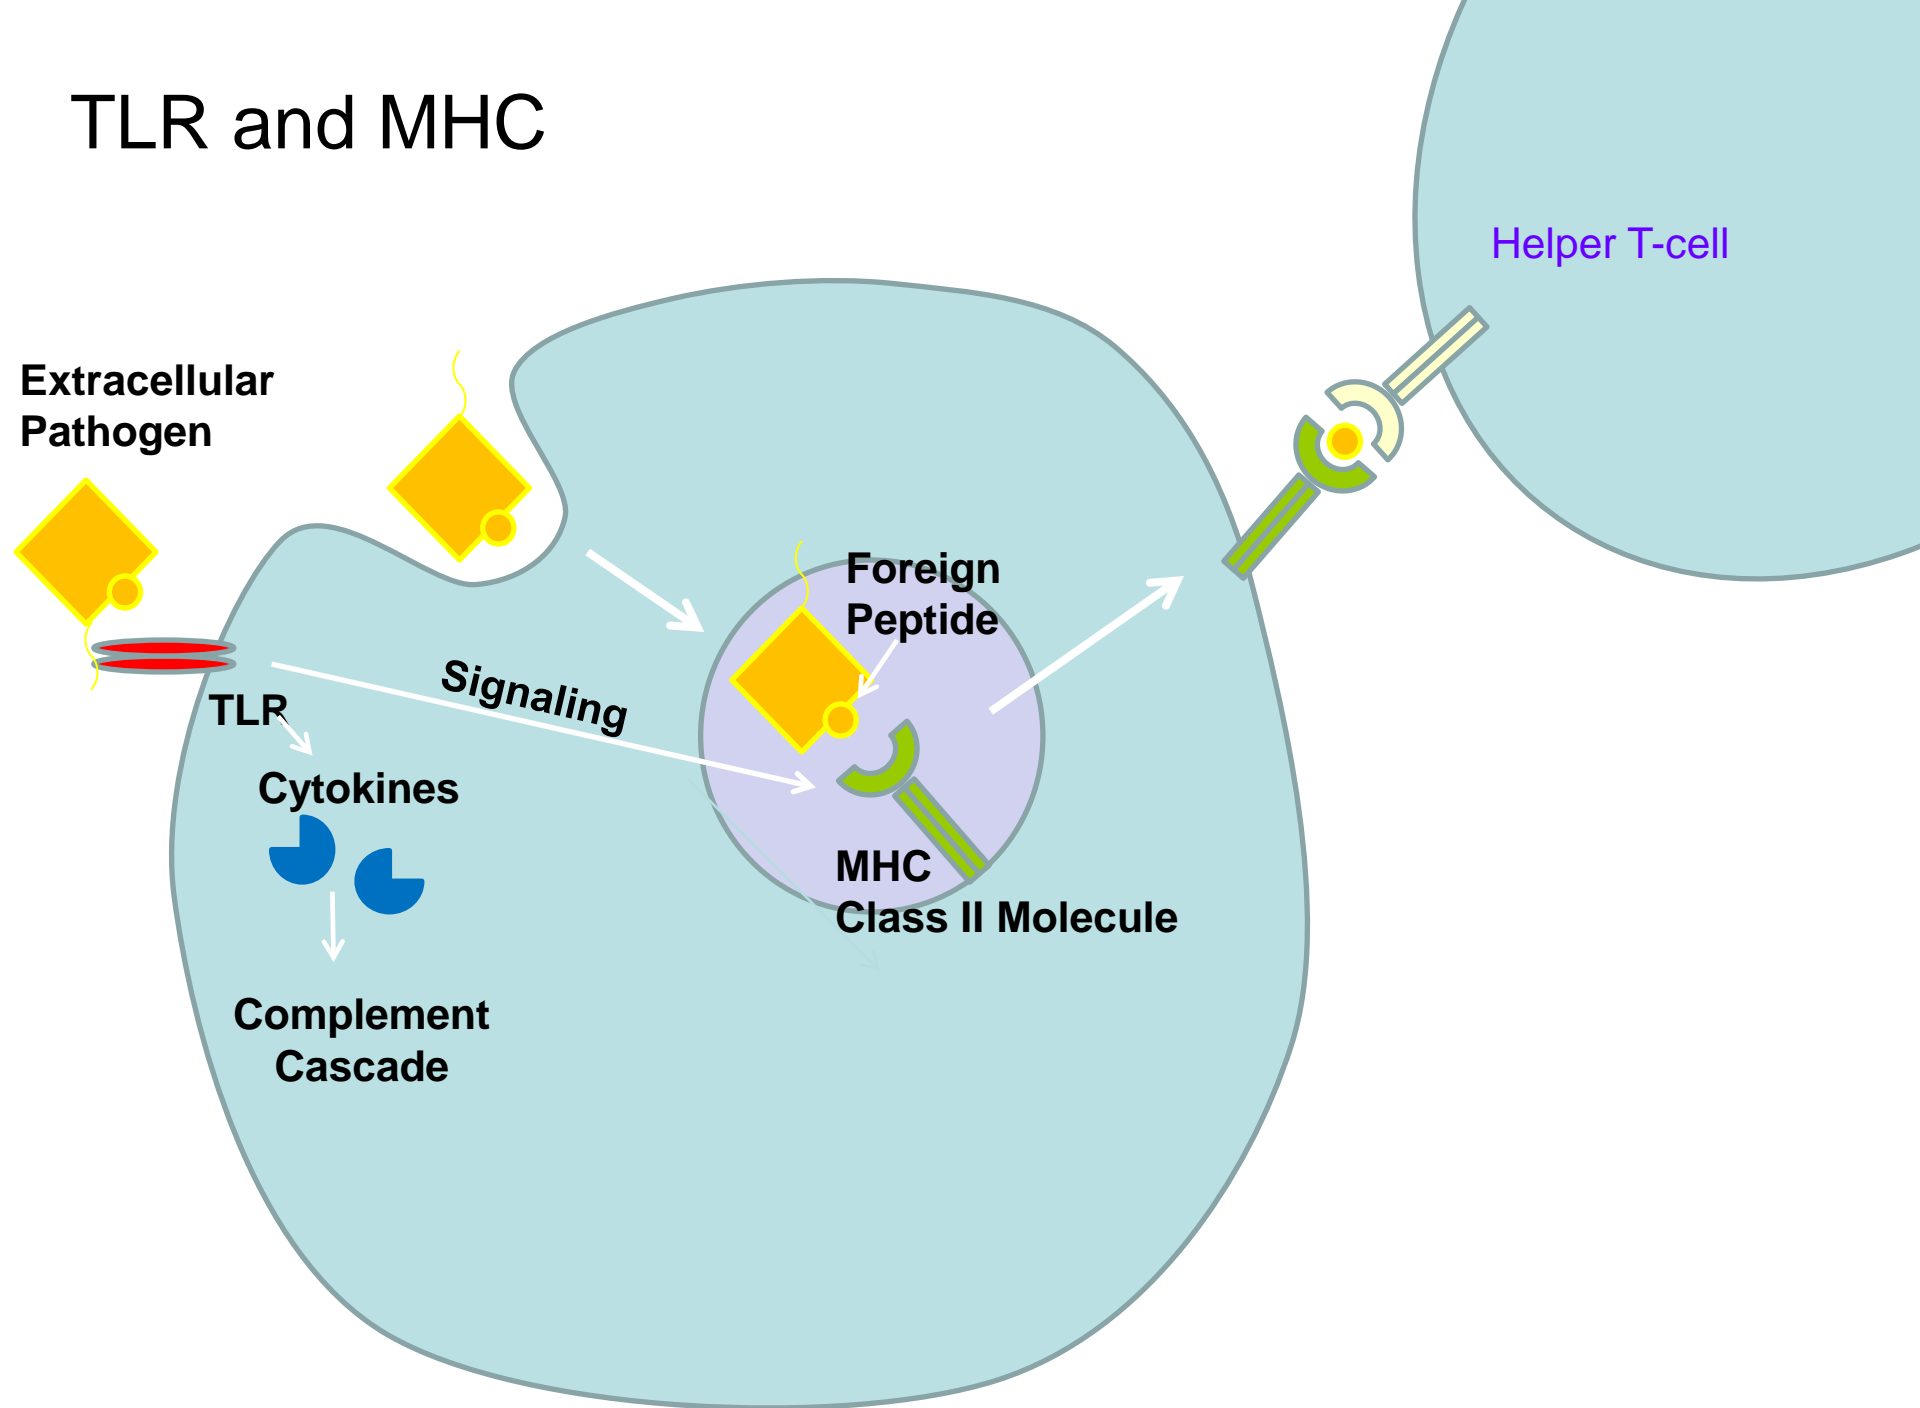 TLR and MHC
Helper T-cell
Extracellular
Pathogen
Foreign
Peptide
Signaling
TLR
Cytokines
MHC
Class II Molecule
Complement
Cascade